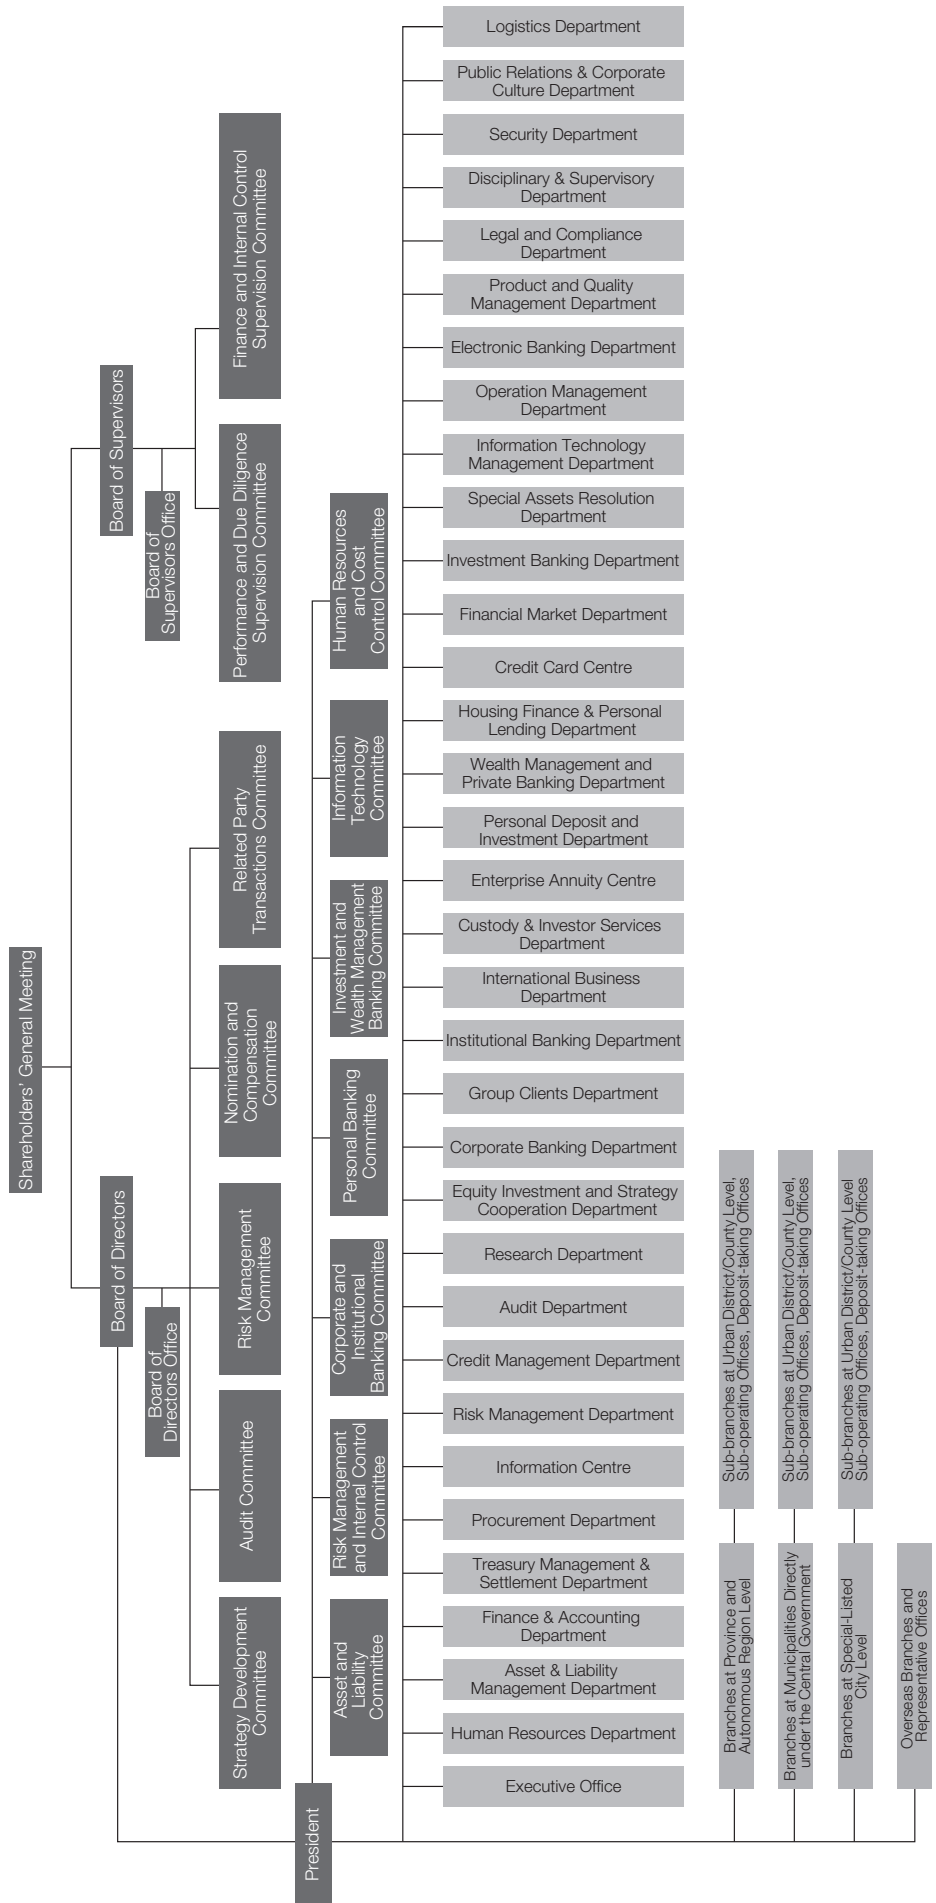 Shareholders' General Meeting
Board of Directors
Board of Supervisors
Board of
Directors Office
Board of
Supervisors Office
Strategy Development
Committee
Audit Committee
Risk Management
Committee
Nomination and
Compensation
Committee
Related Party
Transactions Committee
Performance and Due Diligence
Supervision Committee
Finance and Internal Control
Supervision Committee
President
Asset and
Liability
Committee
Risk Management
and Internal Control
Committee
Corporate and
Institutional
Banking Committee
Personal Banking
Committee
Investment and
Wealth Management
Banking Committee
Information
Technology
Committee
Human Resources
and Cost
Control Committee
Logistics Department
Public Relations & Corporate
Culture Department
Security Department
Disciplinary & Supervisory
Department
Legal and Compliance
Department
Product and Quality
Management Department
Electronic Banking Department
Operation Management
Department
Information Technology
Management Department
Special Assets Resolution
Department
Investment Banking Department
Financial Market Department
Credit Card Centre
Housing Finance & Personal
Lending Department
Wealth Management and
Private Banking Department
Personal Deposit and
Investment Department
Enterprise Annuity Centre
Custody & Investor Services
Department
International Business
Department
Institutional Banking Department
Group Clients Department
Corporate Banking Department
Equity Investment and Strategy
Cooperation Department
Research Department
Audit Department
Credit Management Department
Risk Management Department
Information Centre
Procurement Department
Treasury Management &
Settlement Department
Finance & Accounting
Department
Asset & Liability
Management Department
Human Resources Department
Executive Office
Branches at Province and
Autonomous Region Level
Sub-branches at Urban District/County Level,
Sub-operating Offices, Deposit-taking Offices
Branches at Municipalities Directly
under the Central Government
Sub-branches at Urban District/County Level,
Sub-operating Offices, Deposit-taking Offices
Branches at Special-Listed
City Level
Sub-branches at Urban District/County Level
Sub-operating Offices, Deposit-taking Offices
Overseas Branches and
Representative Offices